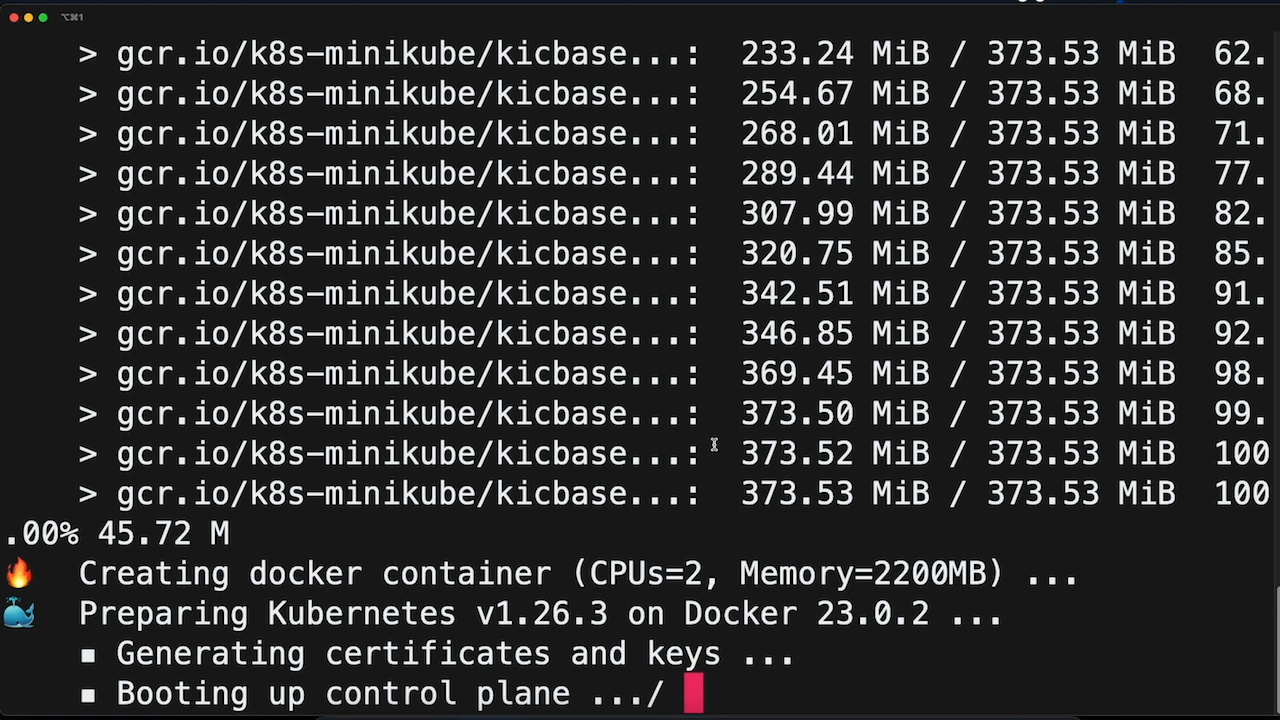 ⌥⌘1
> gcr.io/k8s-minikube/kicbase...:  233.24 MiB / 373.53 MiB  62.
> gcr.io/k8s-minikube/kicbase...:  254.67 MiB / 373.53 MiB  68.
> gcr.io/k8s-minikube/kicbase...:  268.01 MiB / 373.53 MiB  71.
> gcr.io/k8s-minikube/kicbase...:  289.44 MiB / 373.53 MiB  77.
> gcr.io/k8s-minikube/kicbase...:  307.99 MiB / 373.53 MiB  82.
> gcr.io/k8s-minikube/kicbase...:  320.75 MiB / 373.53 MiB  85.
> gcr.io/k8s-minikube/kicbase...:  342.51 MiB / 373.53 MiB  91.
> gcr.io/k8s-minikube/kicbase...:  346.85 MiB / 373.53 MiB  92.
> gcr.io/k8s-minikube/kicbase...:  369.45 MiB / 373.53 MiB  98.
> gcr.io/k8s-minikube/kicbase...:  373.50 MiB / 373.53 MiB  99.
> gcr.io/k8s-minikube/kicbase...:  373.52 MiB / 373.53 MiB  100
> gcr.io/k8s-minikube/kicbase...:  373.53 MiB / 373.53 MiB  100
.00% 45.72 M
🔥 Creating docker container (CPUs=2, Memory=2200MB) ...
🐳 Preparing Kubernetes v1.26.3 on Docker 23.0.2 ...
▪ Generating certificates and keys ...
▪ Booting up control plane .../